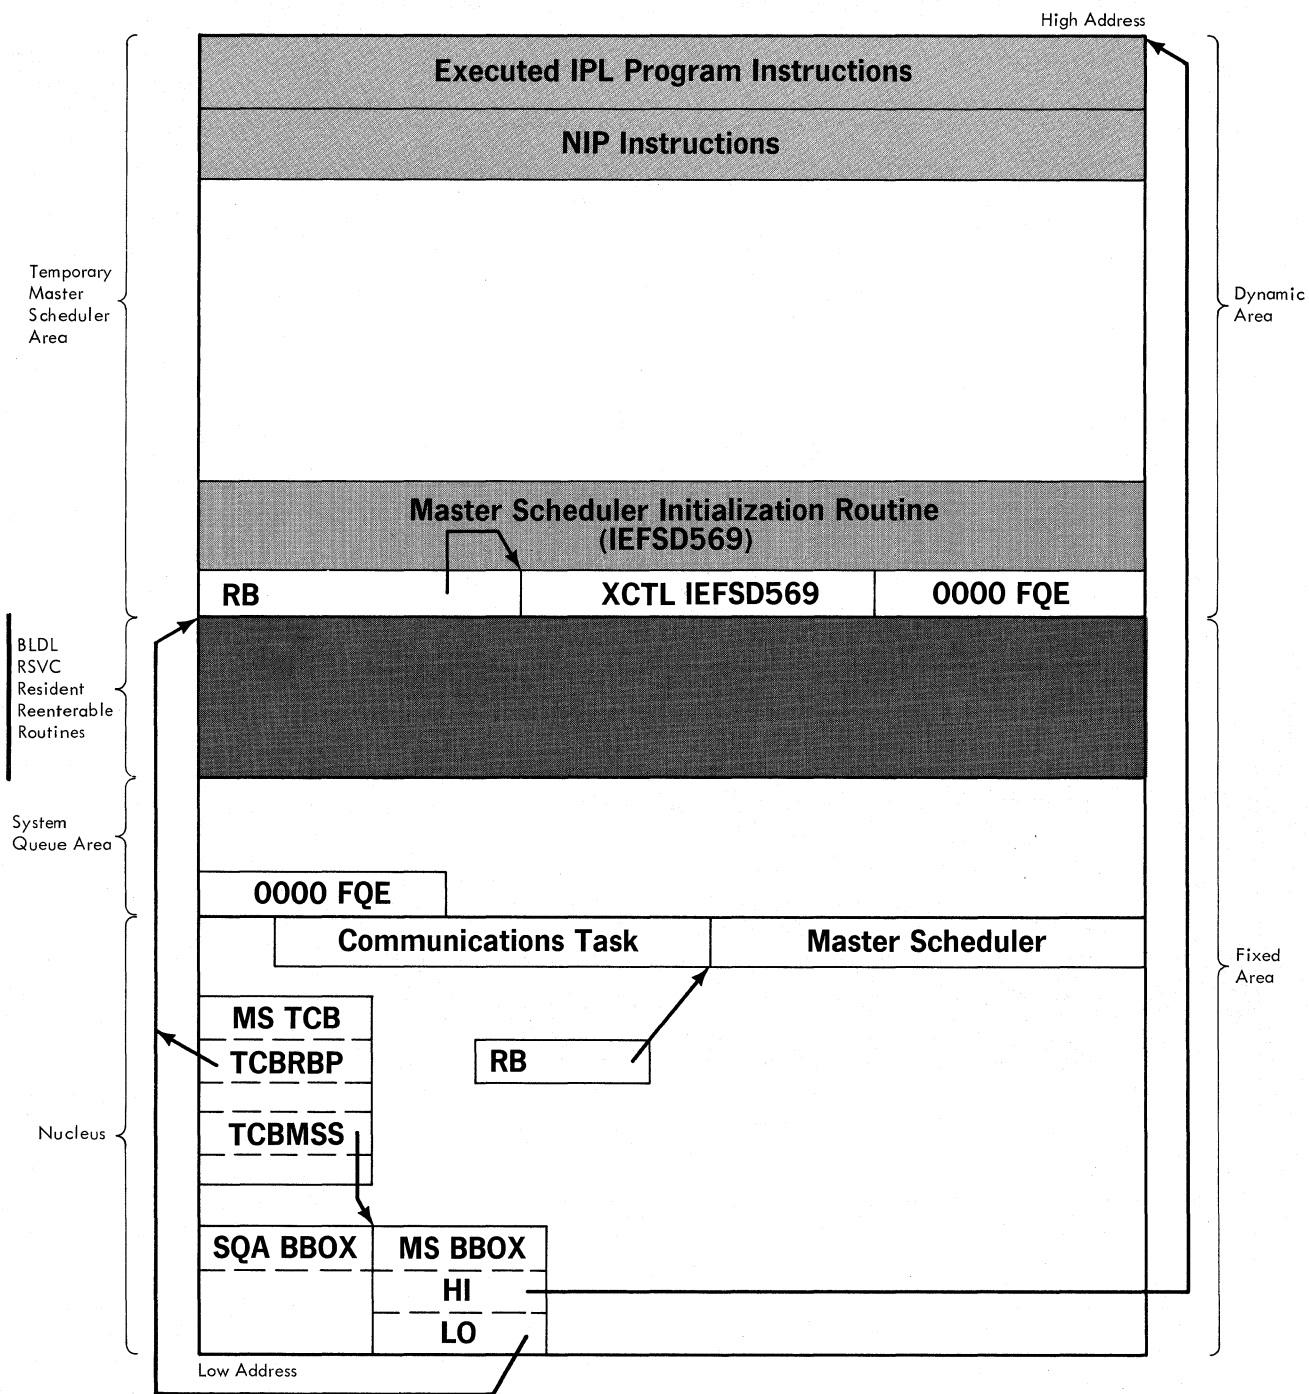 High Address
Executed IPL Program Instructions
NIP Instructions
Temporary
Master
Scheduler
Area
Dynamic
Area
Master Scheduler Initialization Routine
(IEFSD569)
RB
XCTL IEFSD569
0000 FQE
BLDL
RSVC
Resident
Reenterable
Routines
System
Queue Area
0000 FQE
Communications Task
Master Scheduler
Fixed
Area
MS TCB
TCBRBP
RB
TCBMSS
Nucleus
SQA BBOX
MS BBOX
HI
LO
Low Address